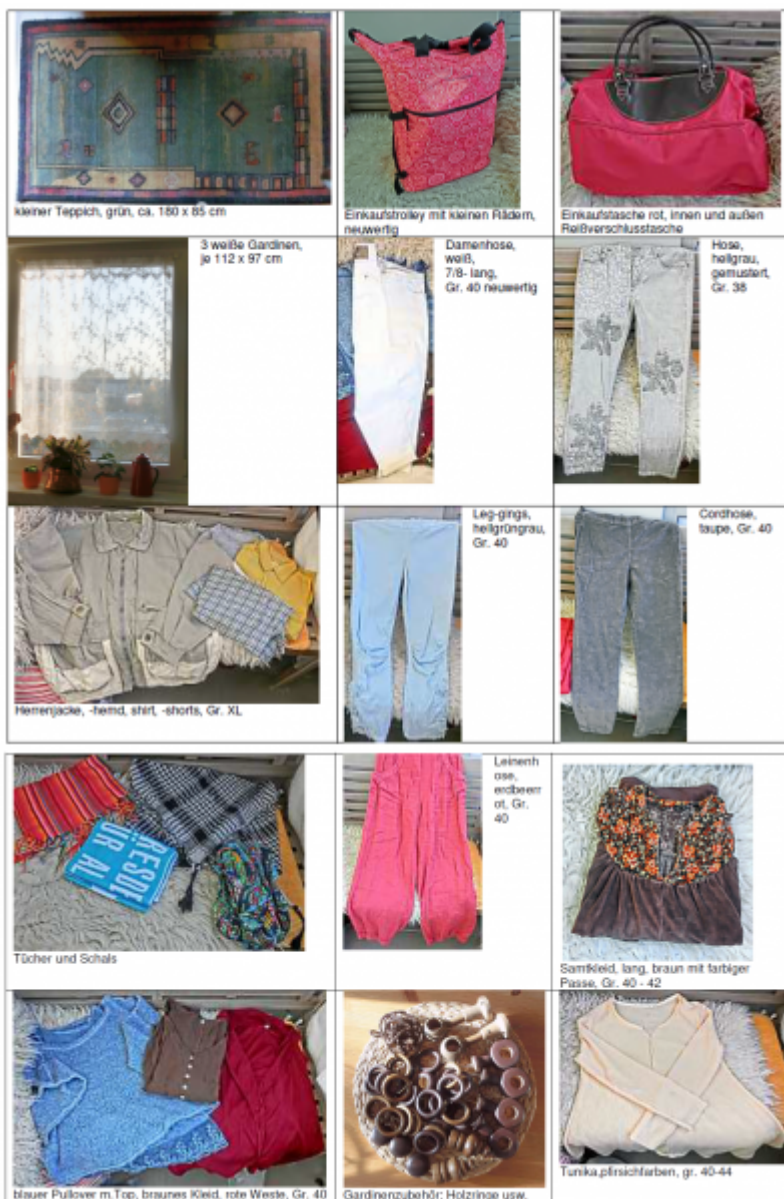 kleiner Teppich, grün, ca. 180 x 85 cm
Einkaufstrolley mit kleinen Rädern,
neuwertig
Einkaufstasche rot, innen und außen
Reißverschlusstasche
3 weiße Gardinen,
je 112 x 97 cm
Damenhose,
weiß,
7/8- lang,
Gr. 40 neuwertig
Hose,
hellgrau,
gemustert,
Gr. 38
Herrenjacke, -hemd, shirt, -shorts, Gr. XL
Leg-gings,
hellgrüngrau,
Gr. 40
Cordhose,
taupe, Gr. 40
RESDE
UR AL
Tücher und Schals
Leinenh
ose,
erdbeerr
ot, Gr.
40
Samtkleid, lang, braun mit farbiger
Passe, Gr. 40 - 42
blauer Pullover m.Top, braunes Kleid, rote Weste, Gr. 40
Gardinenzubehör: Holzringe usw.
Tunika,pfirsichfarben, gr. 40-44